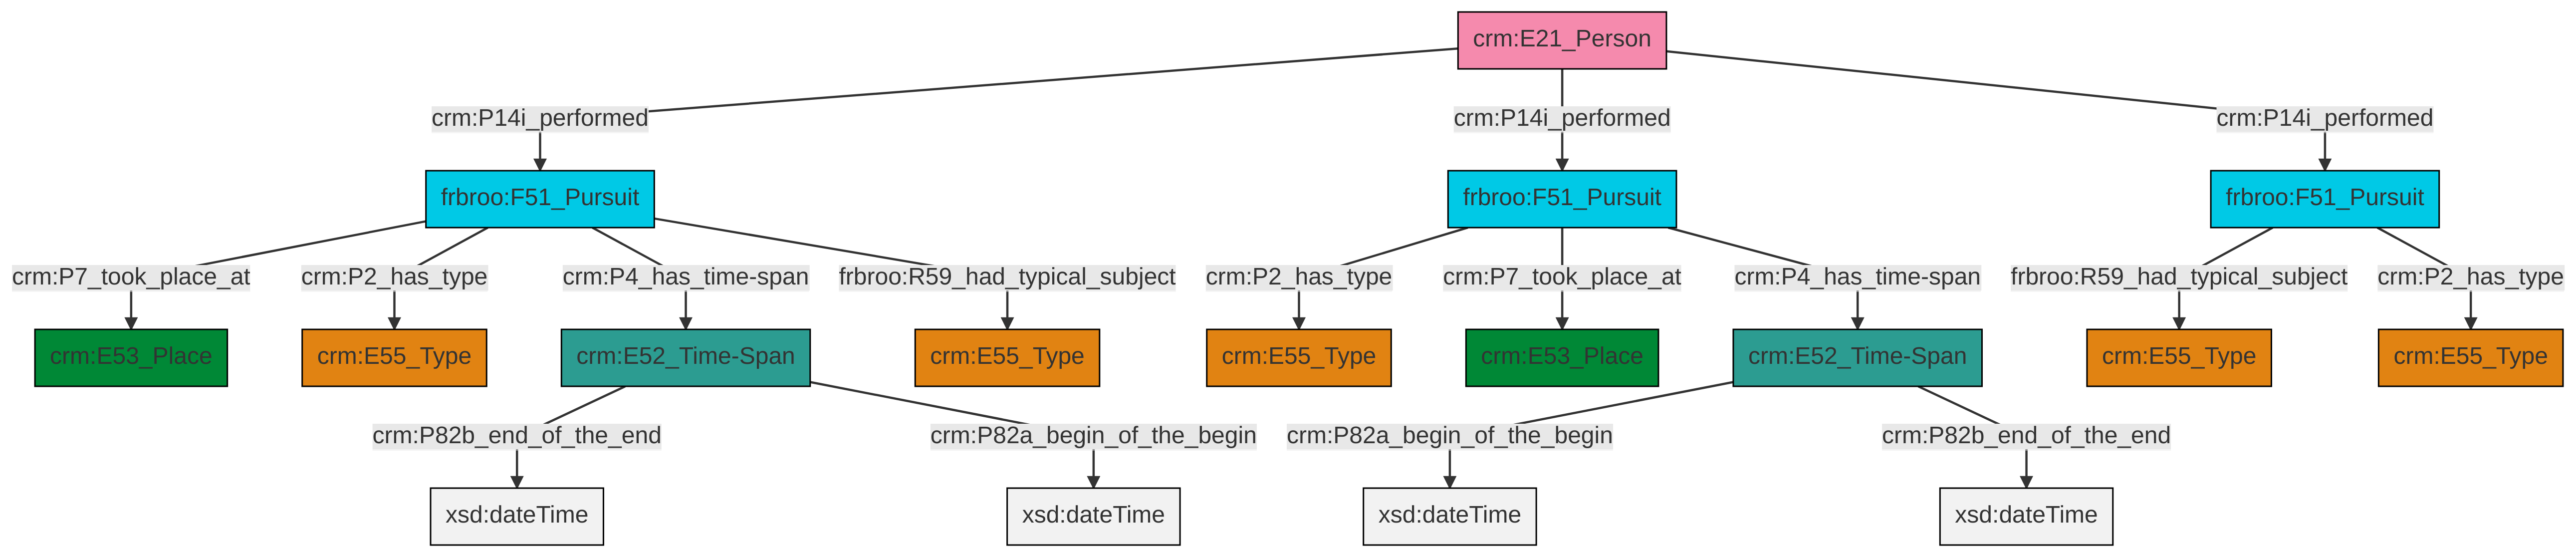 crm:E21_Person
crm:P14i_performed
crm:P14i_performed
crm:P14i_performed
frbroo:F51_Pursuit
frbroo:F51_Pursuit
frbroo:F51_Pursuit
crm:P7_took_place_at
crm:P2_has_type
crm:P4_has_time-span
frbroo:R59_had_typical_subject
crm:P2_has_type
crm:P7_took_place_at
crm:P4_has_time-span
frbroo:R59_had_typical_subject
crm:P2_has_type
crm:E53_Place
crm:E55_Type
crm:E52_Time-Span
crm:E55_Type
crm:E55_Type
crm:E53_Place
crm:E52_Time-Span
crm:E55_Type
crm:E55_Type
crm:P82b_end_of_the_end
crm:P82a_begin_of_the_begin
crm:P82a_begin_of_the_begin
crm:P82b_end_of_the_end
xsd:dateTime
xsd:dateTime
xsd:dateTime
xsd:dateTime